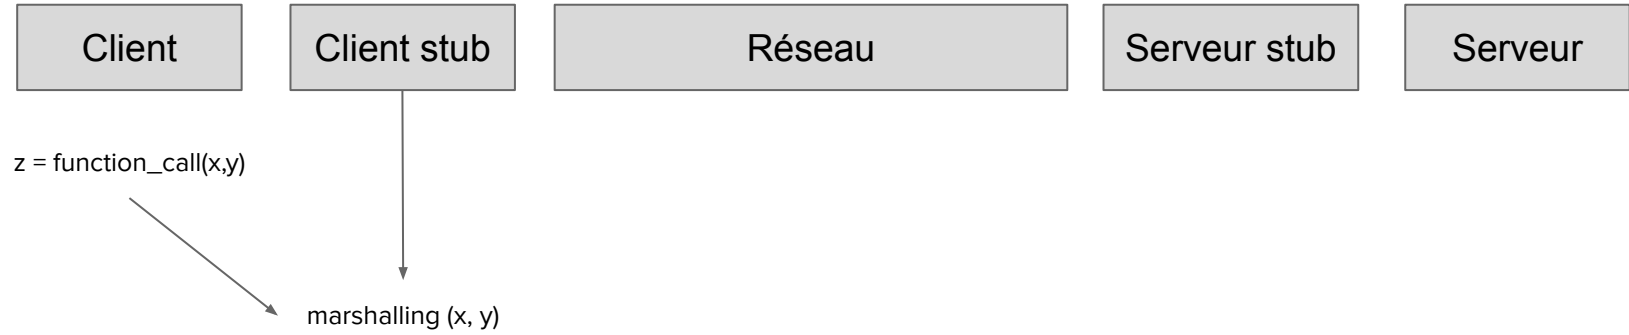 Client
Client stub
Réseau
Serveur stub
Serveur
z = function_call(x,y)
marshalling (x, y)